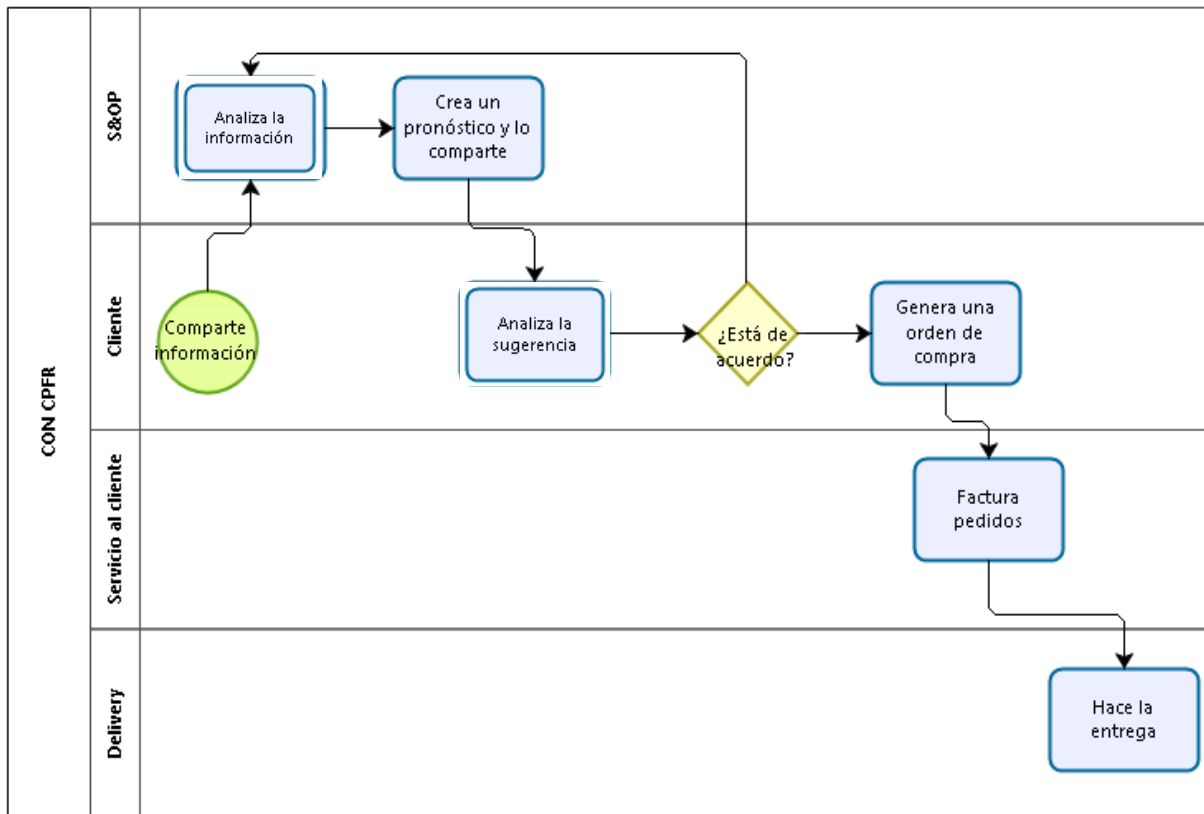 CON CPFR
S&OP
Analiza la
información
Crea un
pronóstico y lo
comparte
Cliente
Comparte
información
Analiza la
sugerencia
¿Está de
acuerdo?
Genera una
orden de
compra
Servicio al cliente
Factura
pedidos
Delivery
Hace la
entrega